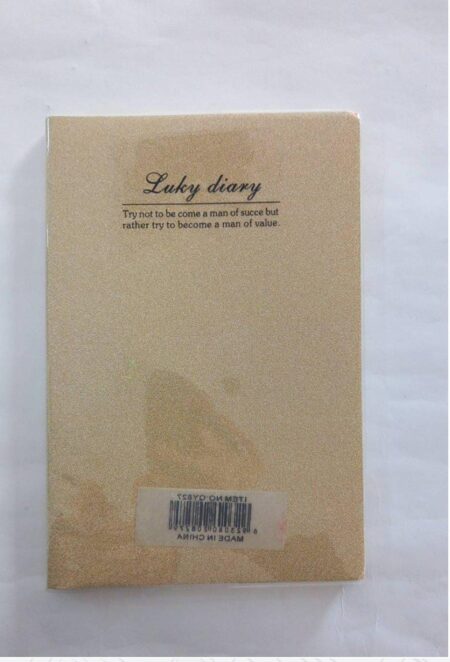 Luky diary
Try not to be come a man of succe but
rather try to become a man of value.
ITEM NO.GY827
MADE IN CHINA